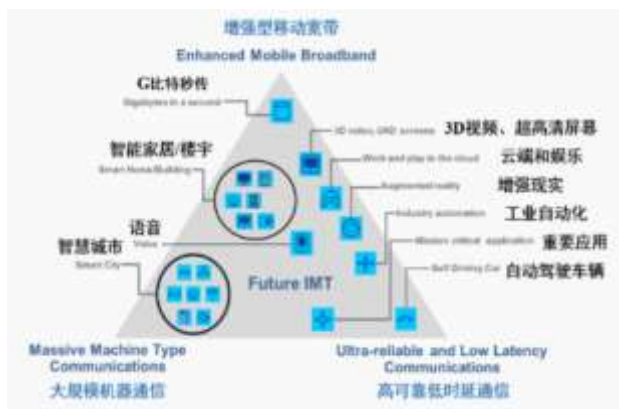 增强型移动宽带
Enhanced Mobile Broadband
G比特秒传
Gigabytes in a second
3D video, UHD screens
3D视频、超高清屏幕
智能家居/楼宇
Smart Home/Building
Work and play in the cloud
云端和娱乐
Augmented reality
增强现实
语音
Voice
Industry automation
工业自动化
智慧城市
Smart City
Mission critical application
重要应用
Self Driving Car
自动驾驶车辆
Future IMT
Massive Machine Type
Communications
大规模机器通信
Ultra-reliable and Low Latency
Communications
高可靠低时延通信